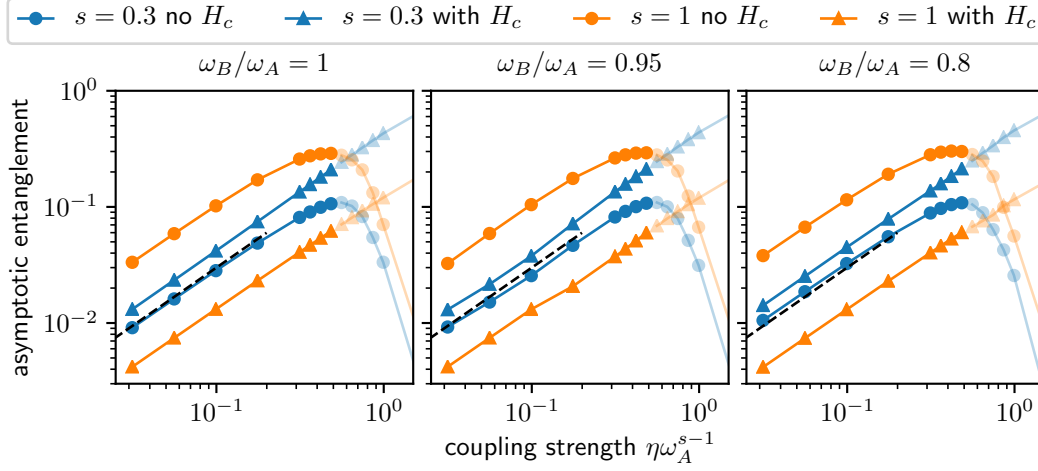 s = 0.3 no H_c s = 0.3 with H_c s = 1 no H_c s = 1 with H_c
ω_B/ω_A = 1 ω_B/ω_A = 0.95 ω_B/ω_A = 0.8
asymptotic entanglement
10^0
10^{-1}
10^{-2}
10^{-1} 10^0 10^{-1} 10^0 10^{-1} 10^0
coupling strength ηω_A^{s−1}